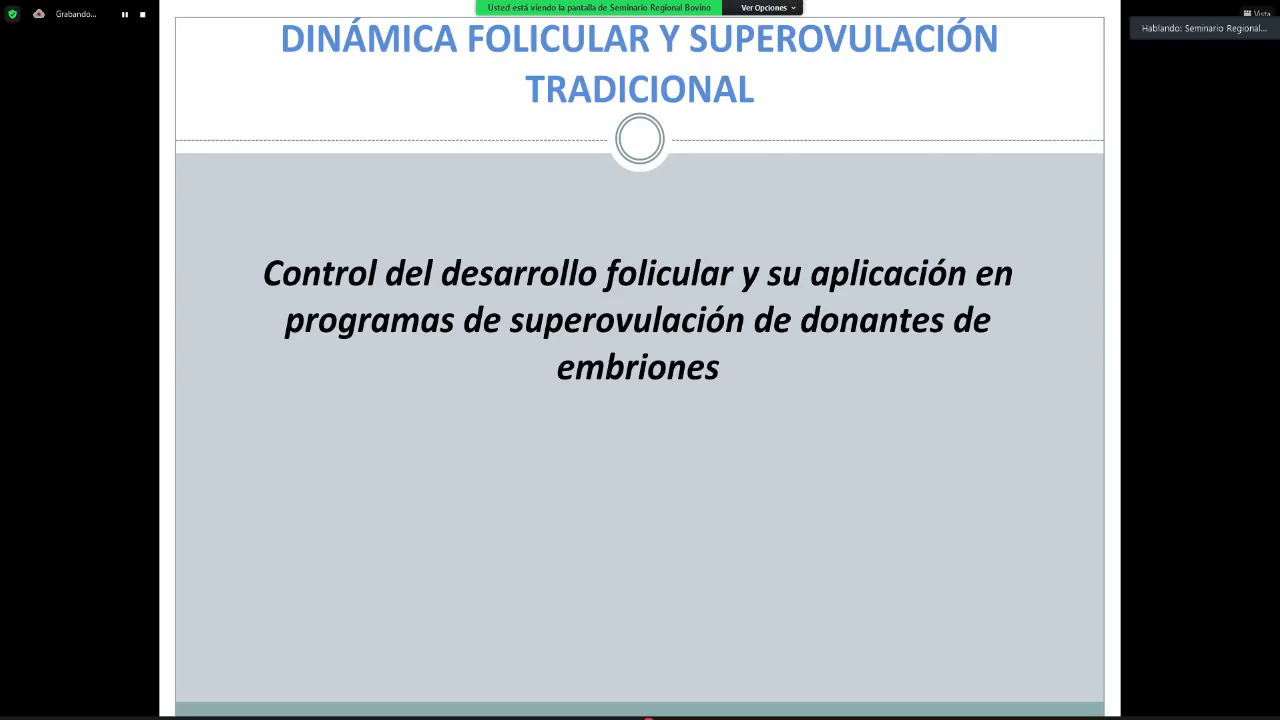 Grabando...
Usted está viendo la pantalla de Seminario Regional Bovino
Ver Opciones
Vista
Hablando: Seminario Regional...
DINÁMICA FOLICULAR Y SUPEROVULACIÓN
TRADICIONAL
Control del desarrollo folicular y su aplicación en
programas de superovulación de donantes de
embriones